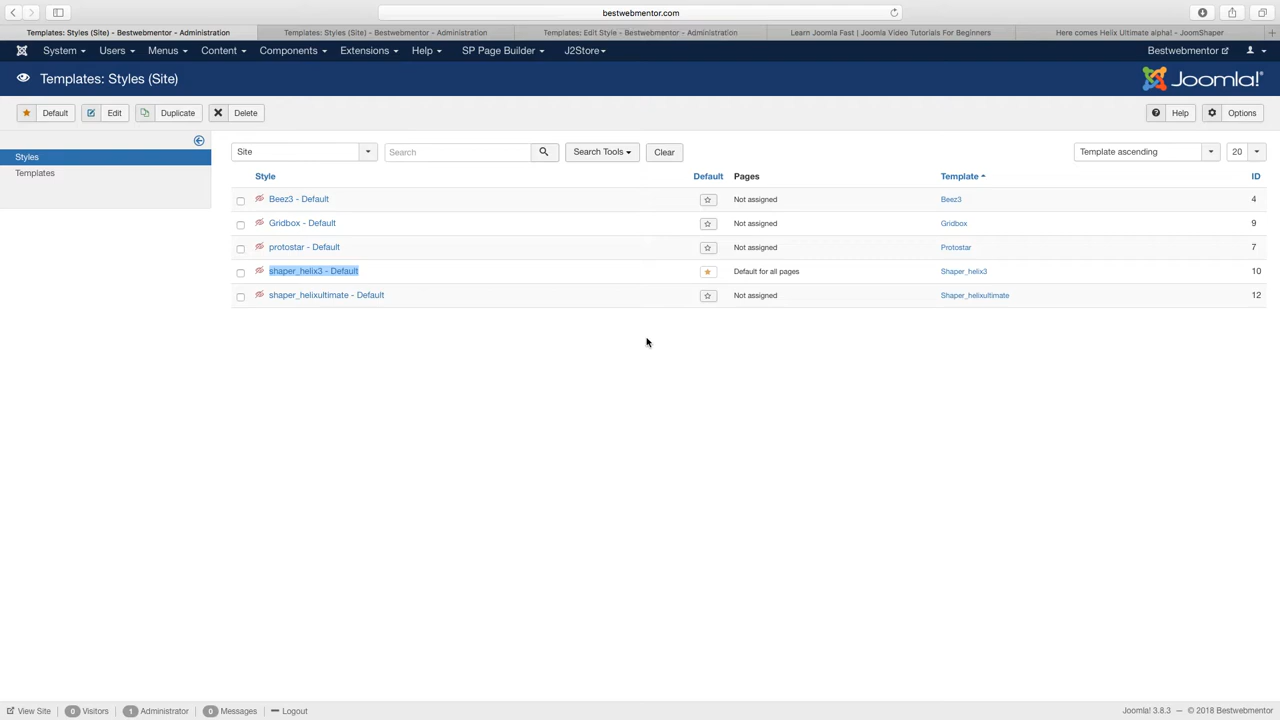 bestwebmentor.com
Templates: Styles (Site) - Bestwebmentor - Administration
Templates: Styles (Site) - Bestwebmentor - Administration
Templates: Edit Style - Bestwebmentor - Administration
Learn Joomla Fast | Joomla Video Tutorials For Beginners
Here comes Helix Ultimate alpha! - JoomShaper
System Users Menus Content Components Extensions Help SP Page Builder J2Store Bestwebmentor
Templates: Styles (Site) Joomla!
Default Edit Duplicate Delete Help Options
Styles
Templates
Site Search Search Tools Clear Template ascending 20
Style Default Pages Template ID
Beez3 - Default Not assigned Beez3 4
Gridbox - Default Not assigned Gridbox 9
protostar - Default Not assigned Protostar 7
shaper_helix3 - Default Default for all pages Shaper_helix3 10
shaper_helixultimate - Default Not assigned Shaper_helixultimate 12
View Site 0 Visitors 1 Administrator 0 Messages Logout Joomla! 3.8.3 — © 2018 Bestwebmentor